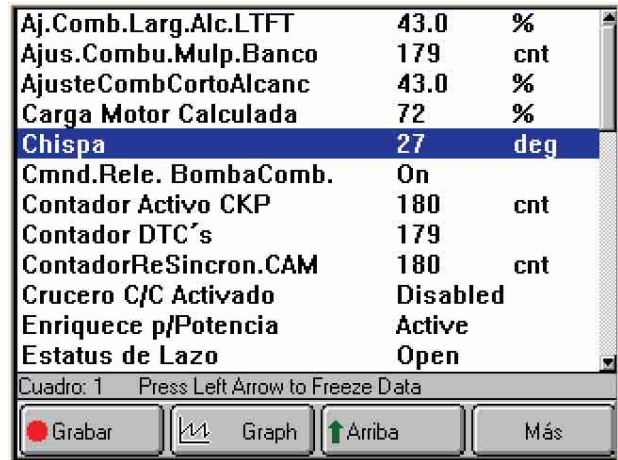 Aj.Comb.Larg.Alc.LTFT 43.0 %
Ajus.Combu.Mulp.Banco 179 cnt
AjusteCombCortoAlcanc 43.0 %
Carga Motor Calculada 72 %
Chispa 27 deg
Cmnd.Rele. BombaComb. On
Contador Activo CKP 180 cnt
Contador DTC´s 179
ContadorReSincron.CAM 180 cnt
Crucero C/C Activado Disabled
Enriquece p/Potencia Active
Estatus de Lazo Open
Cuadro: 1 Press Left Arrow to Freeze Data
Grabar Graph Arriba Más